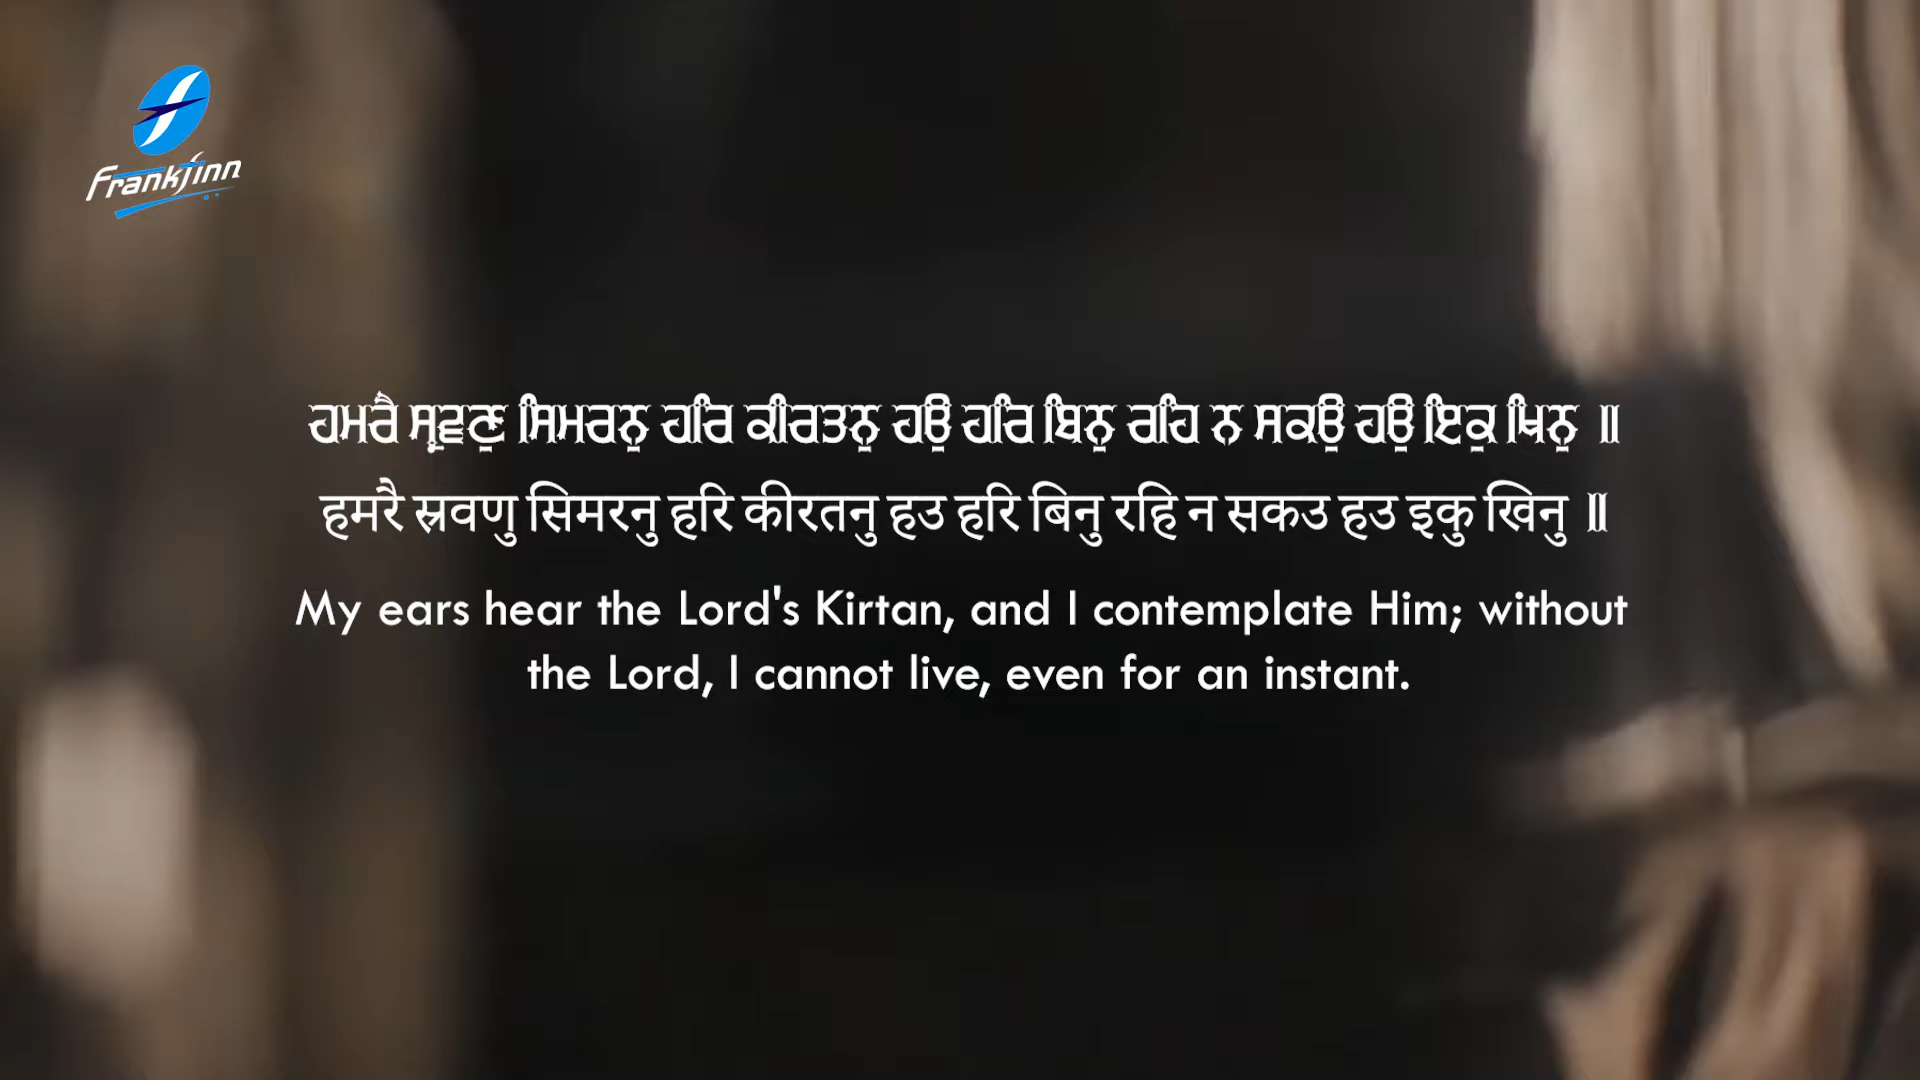 Frankfinn
ਹਮਰੈ ਸ੍ਰਵਣੁ ਸਿਮਰਨੁ ਹਰਿ ਕੀਰਤਨੁ ਹਉ ਹਰਿ ਬਿਨੁ ਰਹਿ ਨ ਸਕਉ ਹਉ ਇਕੁ ਖਿਨੁ ॥
हमरै स्रवणु सिमरनु हरि कीरतनु हउ हरि बिनु रहि न सकउ हउ इकु खिनु ॥
My ears hear the Lord's Kirtan, and I contemplate Him; without
the Lord, I cannot live, even for an instant.